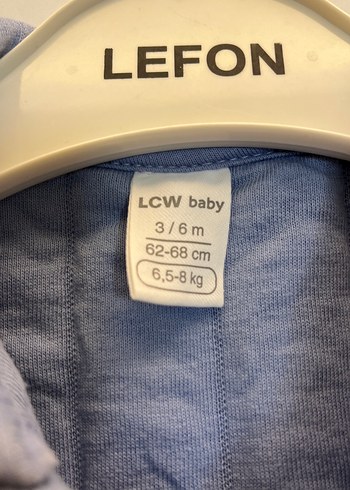 LEFON
LCW baby
3 / 6 m
62-68 cm
6,5-8 kg